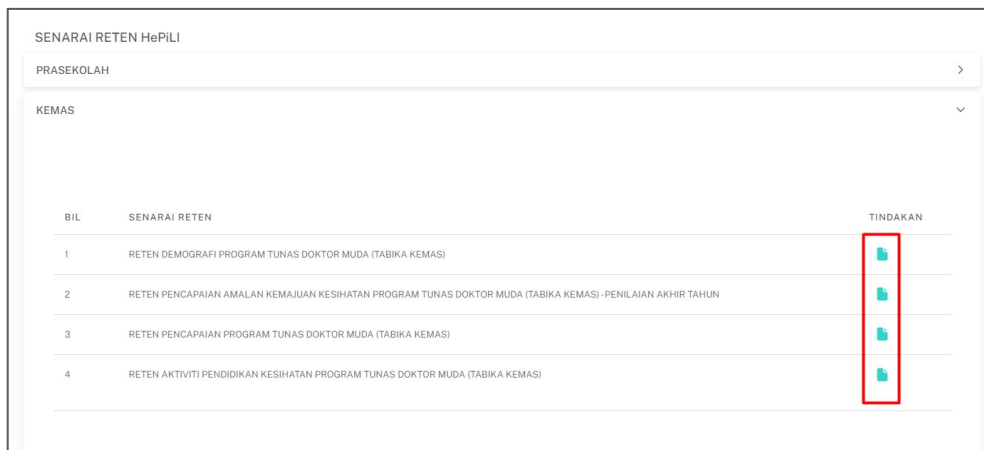 SENARAI RETEN HePiLI
PRASEKOLAH
KEMAS
BIL SENARAI RETEN TINDAKAN
1 RETEN DEMOGRAFI PROGRAM TUNAS DOKTOR MUDA (TABIKA KEMAS)
2 RETEN PENCAPAIAN AMALAN KEMAJUAN KESIHATAN PROGRAM TUNAS DOKTOR MUDA (TABIKA KEMAS) -PENILAIAN AKHIR TAHUN
3 RETEN PENCAPAIAN PROGRAM TUNAS DOKTOR MUDA (TABIKA KEMAS)
4 RETEN AKTIVITI PENDIDIKAN KESIHATAN PROGRAM TUNAS DOKTOR MUDA (TABIKA KEMAS)